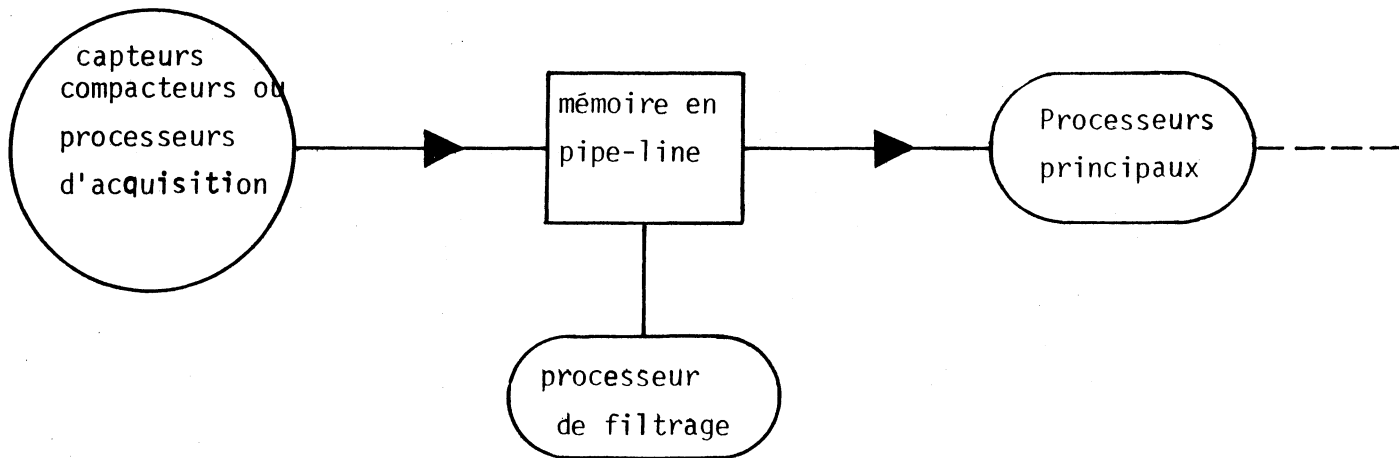 capteurs
compacteurs ou
processeurs
d'acquisition
mémoire en
pipe-line
Processeurs
principaux
processeur
de filtrage